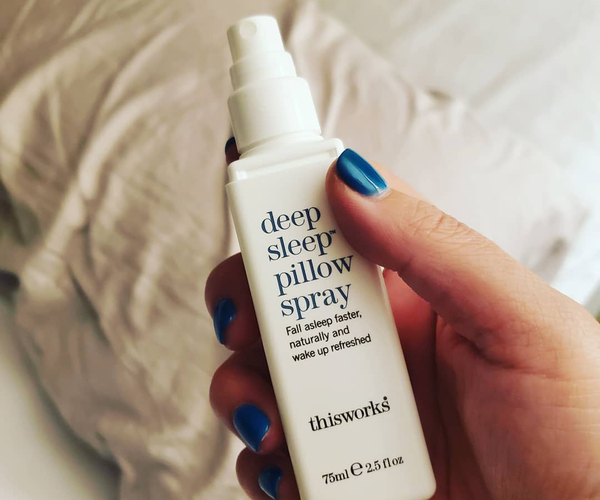 deep
sleep™
pillow
spray
Fall asleep faster,
naturally and
wake up refreshed
thisworks®
75ml ℮ 2.5 fl oz